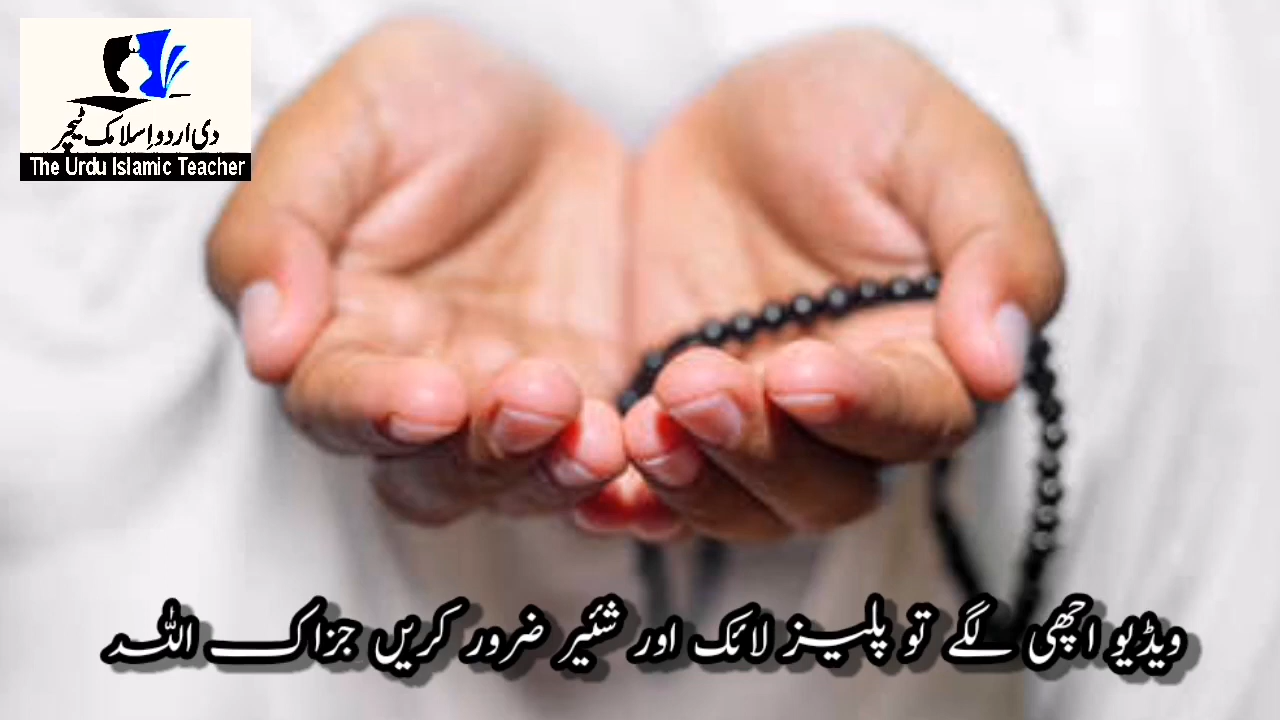 دی اردو اِسلامک ٹیچر
The Urdu Islamic Teacher
ویڈیو اچھی لگے تو پلیز لائک اور شئیر ضرور کریں جزاک اللہ